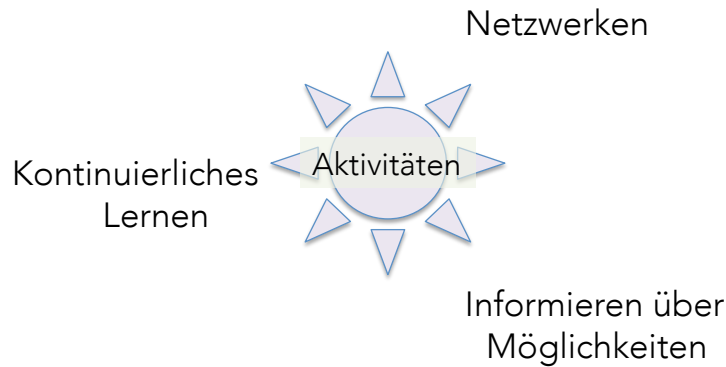 Netzwerken
Aktivitäten
Kontinuierliches
Lernen
Informieren über
Möglichkeiten